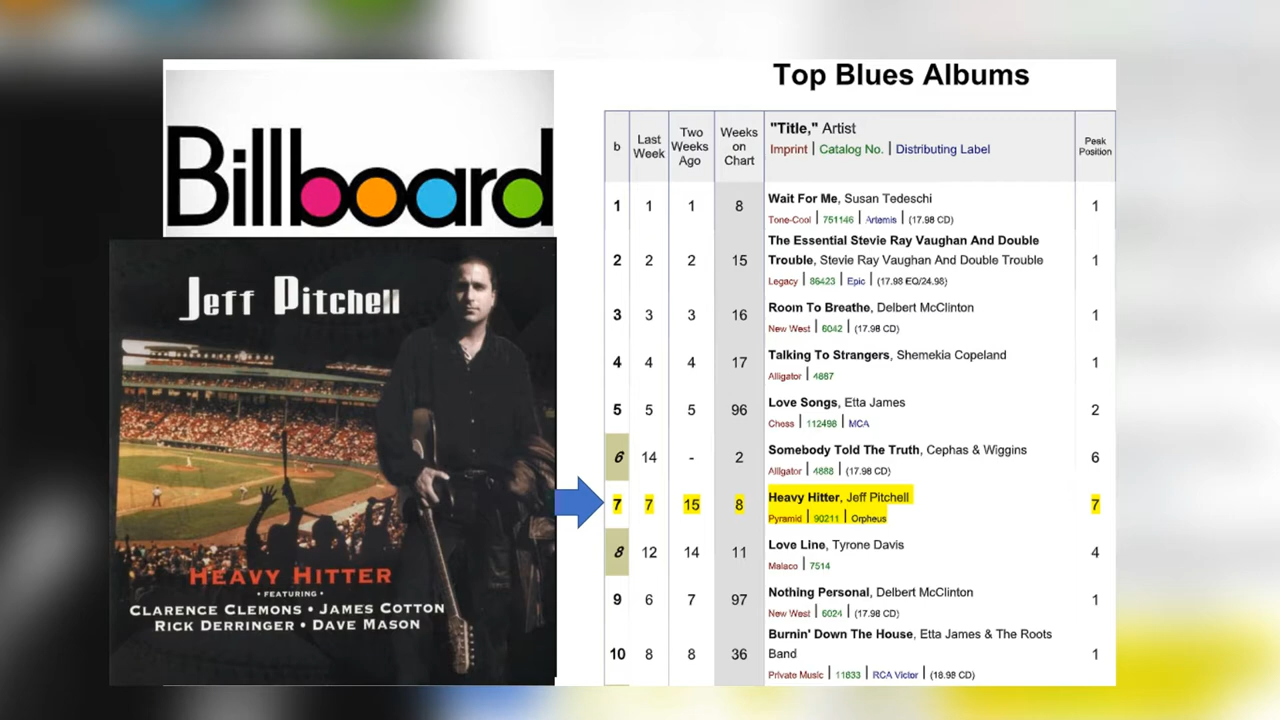 Billboard
Jeff Pitchell
HEAVY HITTER
• FEATURING •
CLARENCE CLEMONS • JAMES COTTON
RICK DERRINGER • DAVE MASON
Top Blues Albums
b Last Week Two Weeks Ago Weeks on Chart "Title," Artist Peak Position
Imprint | Catalog No. | Distributing Label
1 1 1 8 Wait For Me, Susan Tedeschi 1
Tone-Cool | 751146 | Artemis | (17.98 CD)
The Essential Stevie Ray Vaughan And Double
2 2 2 15 Trouble, Stevie Ray Vaughan And Double Trouble 1
Legacy | 86423 | Epic | (17.98 EQ/24.98)
3 3 3 16 Room To Breathe, Delbert McClinton 1
New West | 6042 | (17.98 CD)
4 4 4 17 Talking To Strangers, Shemekia Copeland 1
Alligator | 4887
5 5 5 96 Love Songs, Etta James 2
Chess | 112498 | MCA
6 14 - 2 Somebody Told The Truth, Cephas & Wiggins 6
Alligator | 4888 | (17.98 CD)
7 7 15 8 Heavy Hitter, Jeff Pitchell 7
Pyramid | 90211 | Orpheus
8 12 14 11 Love Line, Tyrone Davis 4
Malaco | 7514
9 6 7 97 Nothing Personal, Delbert McClinton 1
New West | 6024 | (17.98 CD)
Burnin' Down The House, Etta James & The Roots
10 8 8 36 Band 1
Private Music | 11633 | RCA Victor | (18.98 CD)